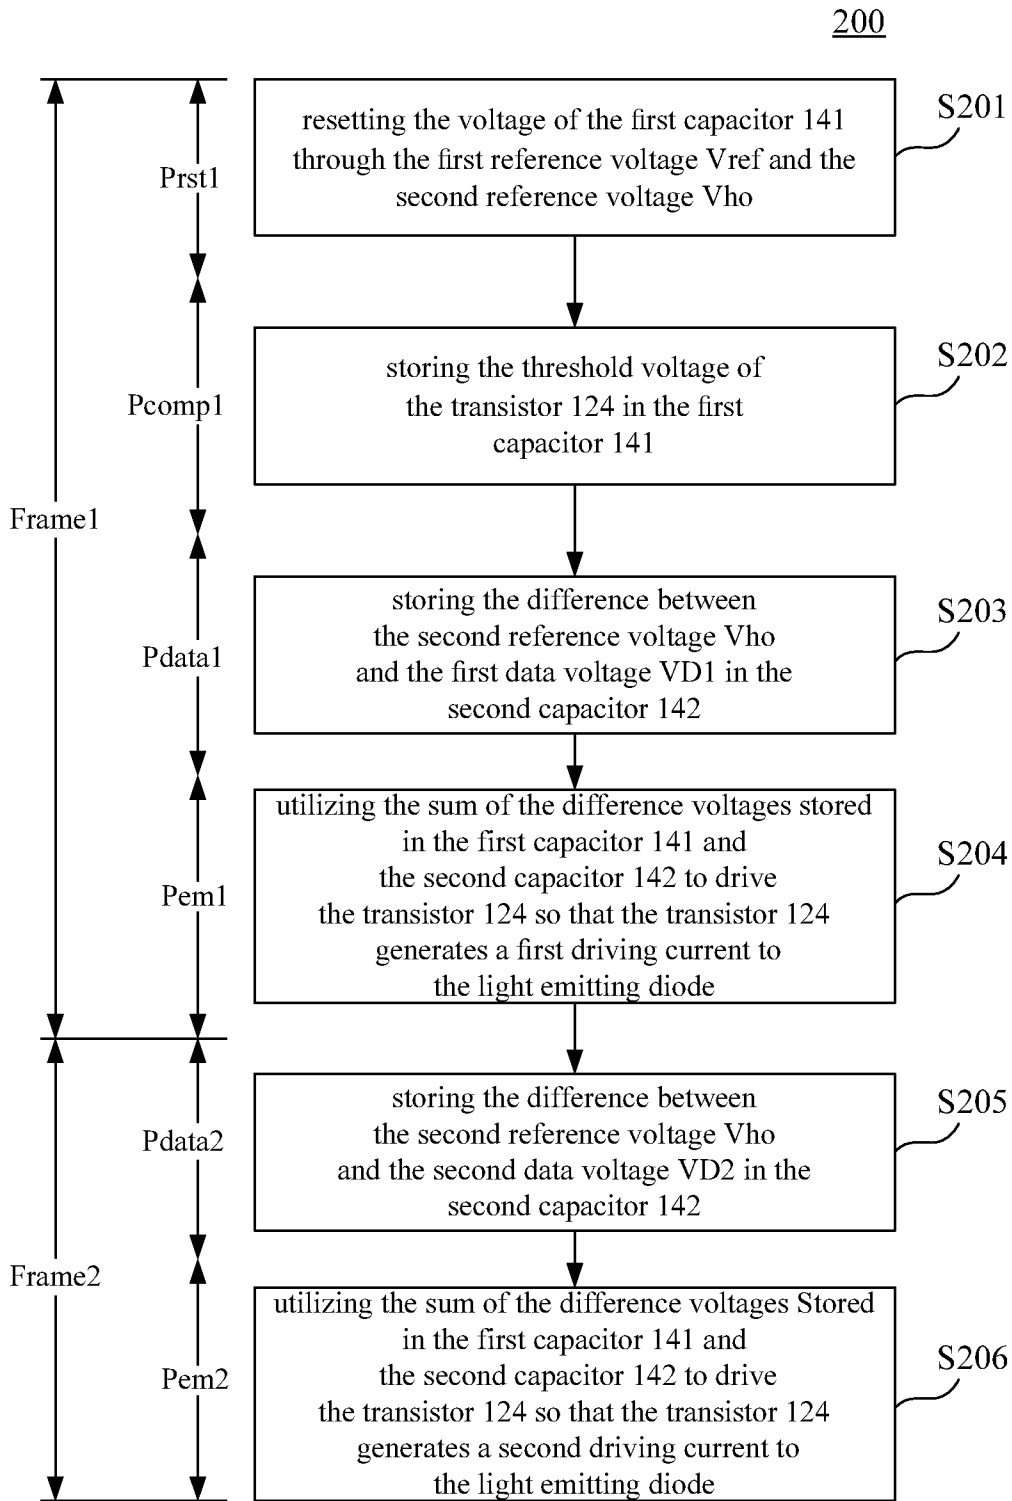 200
S201
resetting the voltage of the first capacitor 141
through the first reference voltage Vref and the
second reference voltage Vho
Prst1
S202
storing the threshold voltage of
the transistor 124 in the first
capacitor 141
Pcomp1
Frame1
S203
storing the difference between
the second reference voltage Vho
and the first data voltage VD1 in the
second capacitor 142
Pdata1
S204
utilizing the sum of the difference voltages stored
in the first capacitor 141 and
the second capacitor 142 to drive
the transistor 124 so that the transistor 124
generates a first driving current to
the light emitting diode
Pem1
S205
storing the difference between
the second reference voltage Vho
and the second data voltage VD2 in the
second capacitor 142
Pdata2
Frame2
S206
utilizing the sum of the difference voltages Stored
in the first capacitor 141 and
the second capacitor 142 to drive
the transistor 124 so that the transistor 124
generates a second driving current to
the light emitting diode
Pem2